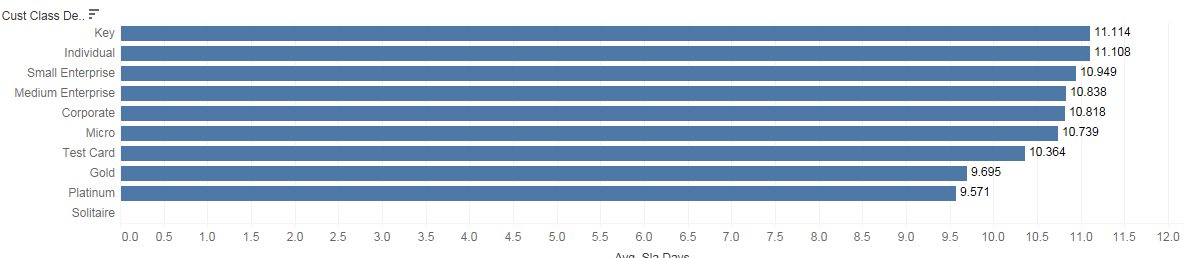 Cust Class De..
Key 11.114
Individual 11.108
Small Enterprise 10.949
Medium Enterprise 10.838
Corporate 10.818
Micro 10.739
Test Card 10.364
Gold 9.695
Platinum 9.571
Solitaire
0.0 0.5 1.0 1.5 2.0 2.5 3.0 3.5 4.0 4.5 5.0 5.5 6.0 6.5 7.0 7.5 8.0 8.5 9.0 9.5 10.0 10.5 11.0 11.5 12.0
Avg. Sla Days